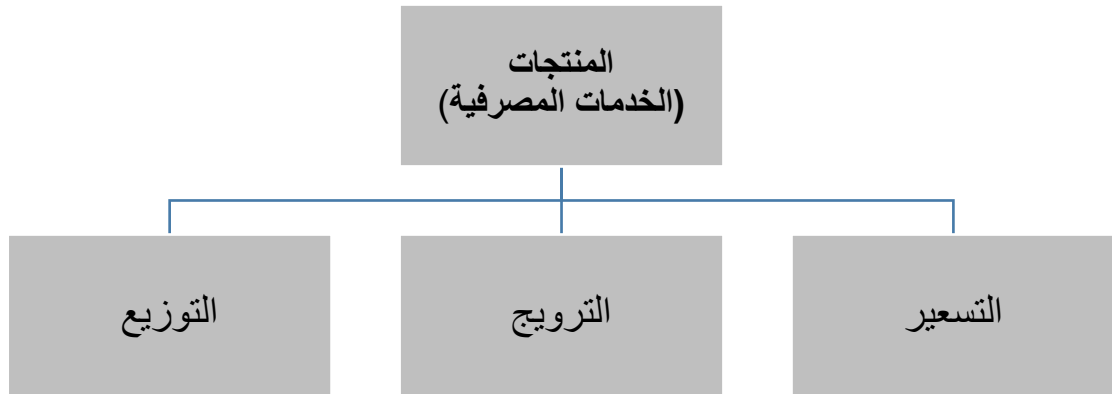 المنتجات
(الخدمات المصرفية)
التسعير
الترويج
التوزيع